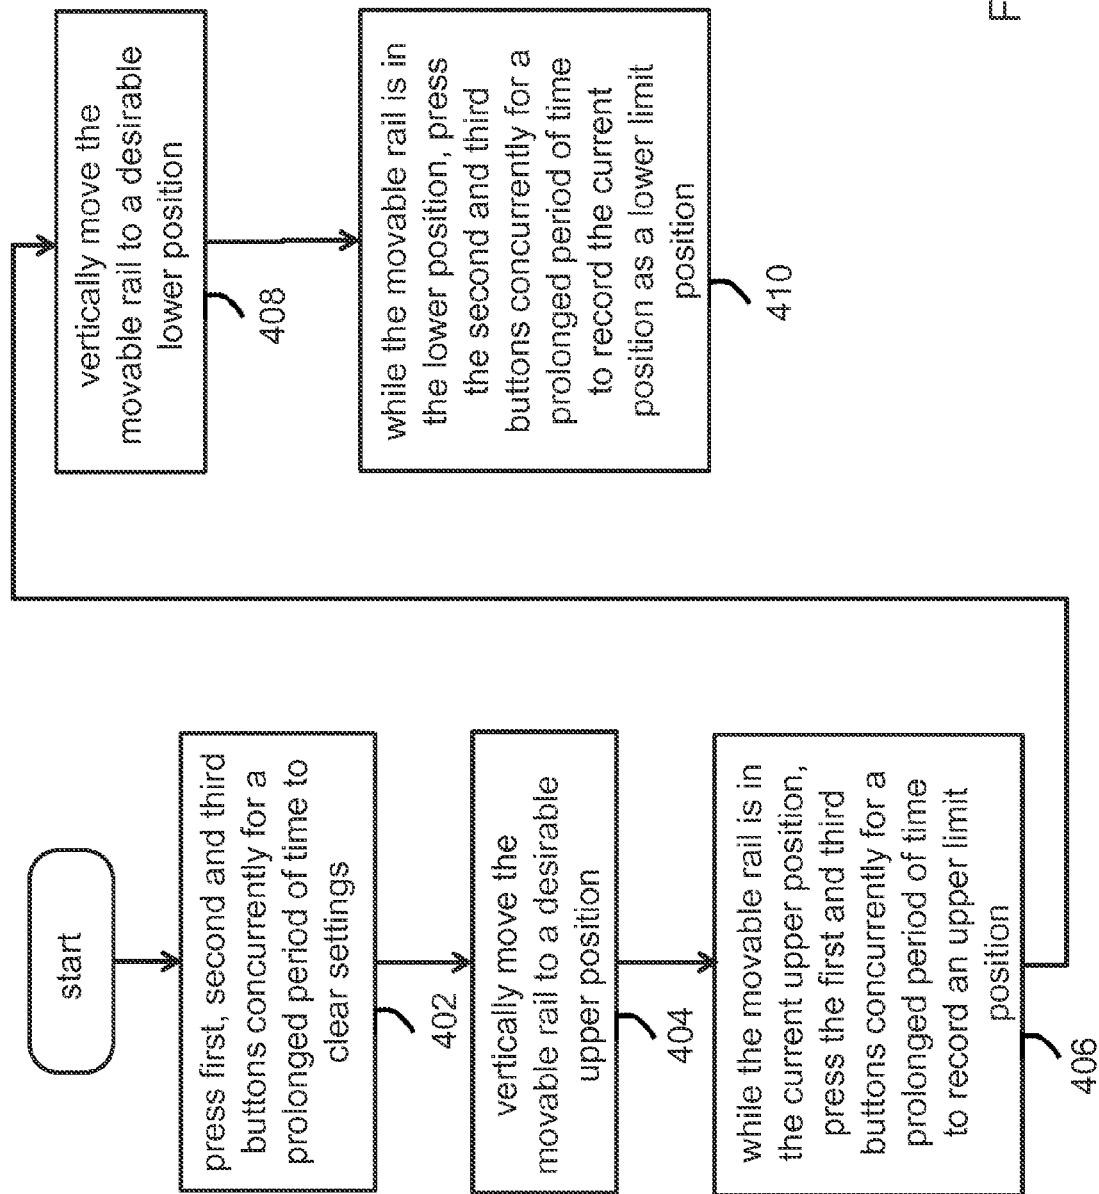 start
press first, second and third
buttons concurrently for a
prolonged period of time to
clear settings
402
vertically move the
movable rail to a desirable
upper position
404
while the movable rail is in
the current upper position,
press the first and third
buttons concurrently for a
prolonged period of time
to record an upper limit
position
406
vertically move the
movable rail to a desirable
lower position
408
while the movable rail is in
the lower position, press
the second and third
buttons concurrently for a
prolonged period of time
to record the current
position as a lower limit
position
410